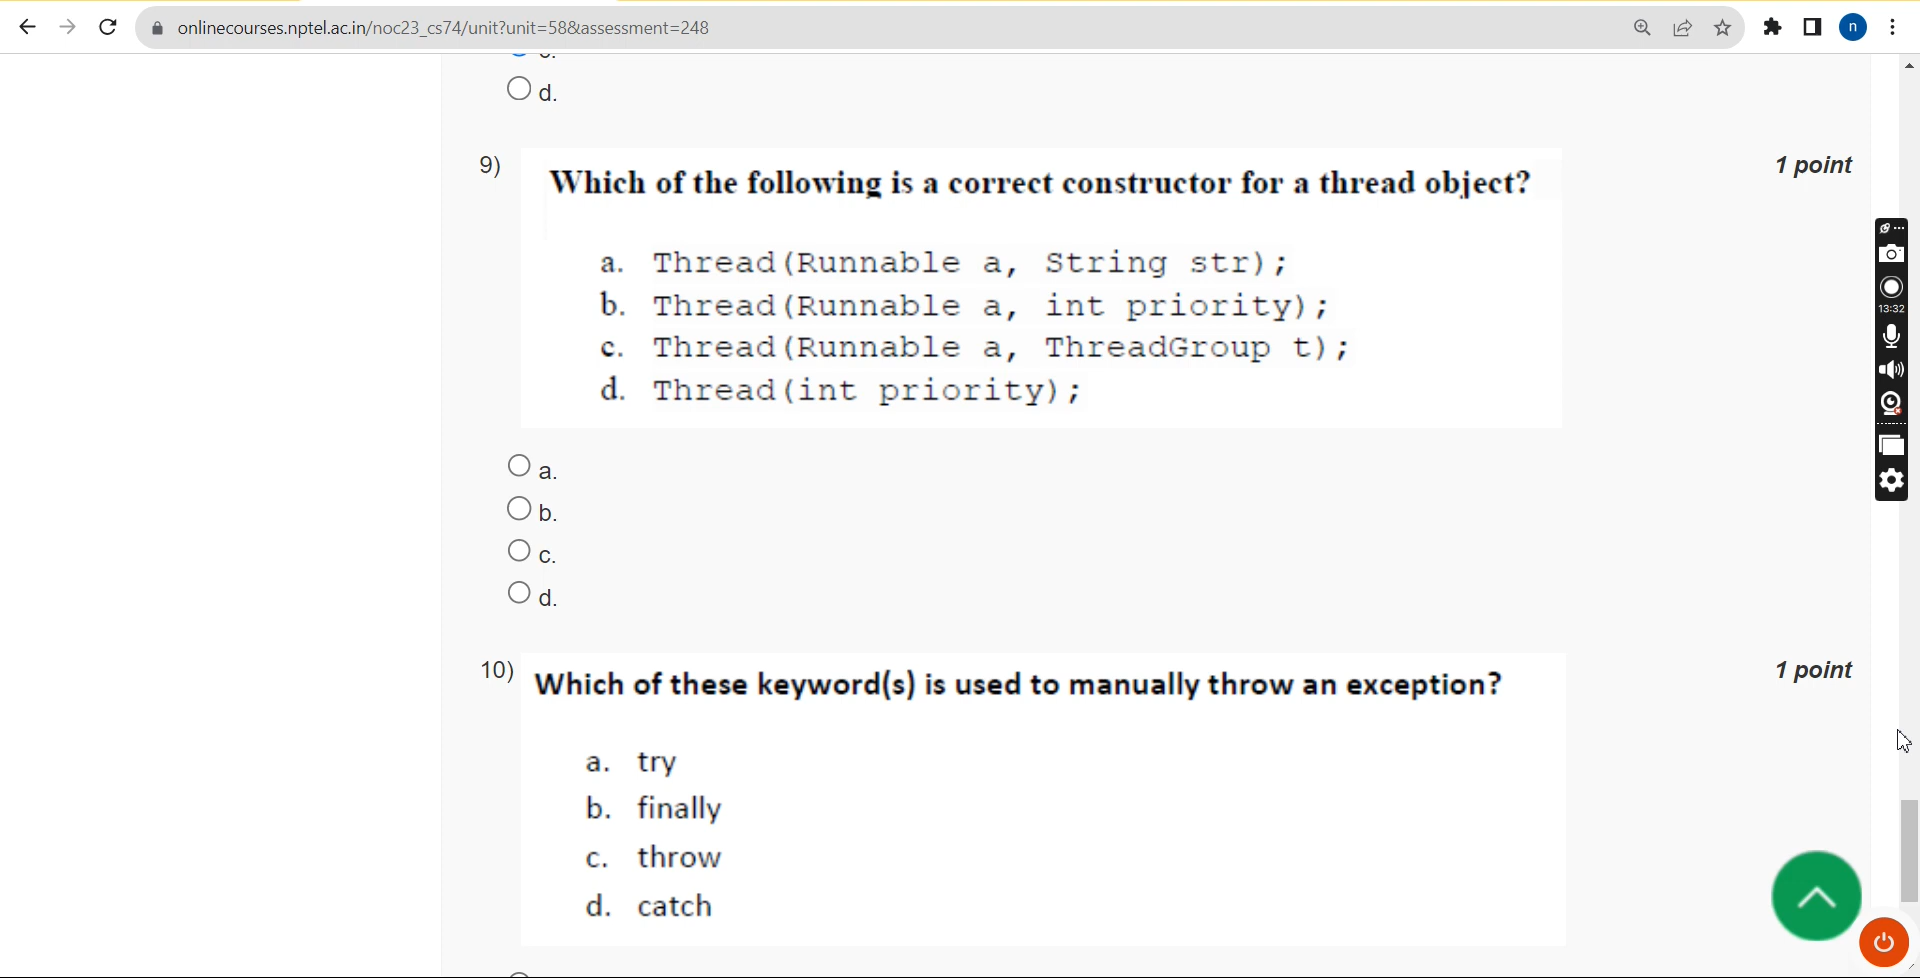 onlinecourses.nptel.ac.in/noc23_cs74/unit?unit=58&assessment=248
n
d.
9)
Which of the following is a correct constructor for a thread object?
1 point
a. Thread(Runnable a, String str);
b. Thread(Runnable a, int priority);
c. Thread(Runnable a, ThreadGroup t);
d. Thread(int priority);
13:32
a.
b.
c.
d.
10)
Which of these keyword(s) is used to manually throw an exception?
1 point
a. try
b. finally
c. throw
d. catch